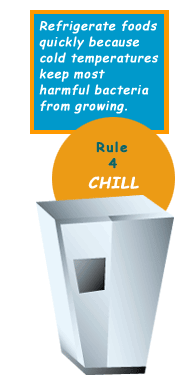 Refrigerate foods
quickly because
cold temperatures
keep most
harmful bacteria
from growing.
Rule
4
CHILL